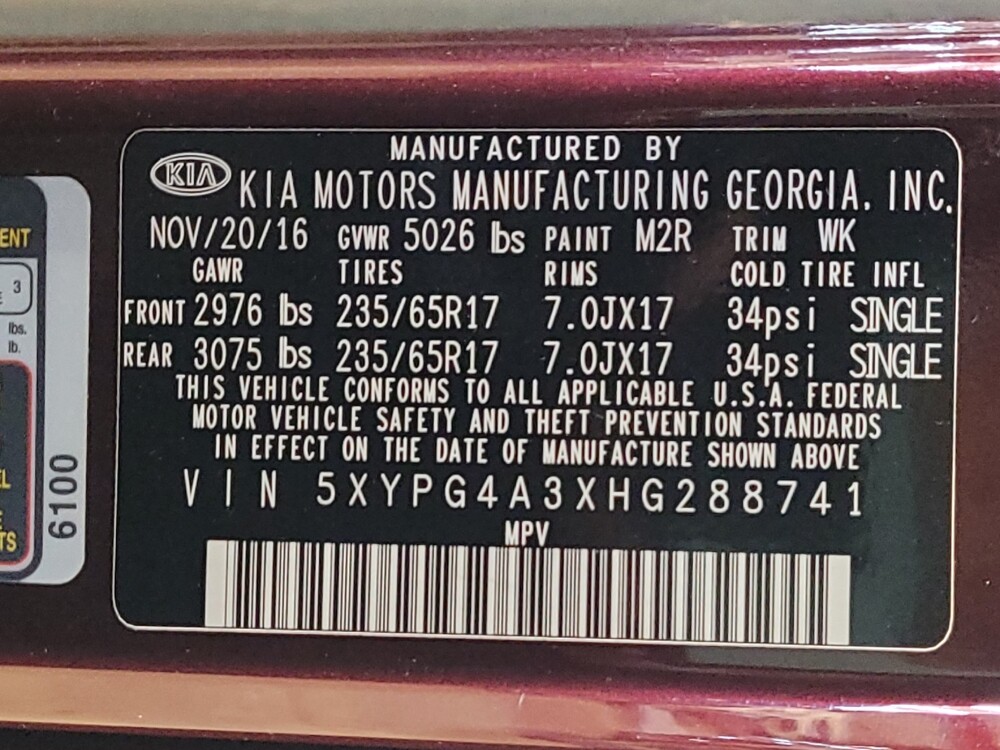 MANUFACTURED BY
KIA KIA MOTORS MANUFACTURING GEORGIA, INC.
NOV/20/16 GVWR 5026 lbs PAINT M2R TRIM WK
GAWR TIRES RIMS COLD TIRE INFL
FRONT 2976 lbs 235/65R17 7.0JX17 34psi SINGLE
REAR 3075 lbs 235/65R17 7.0JX17 34psi SINGLE
THIS VEHICLE CONFORMS TO ALL APPLICABLE U.S.A. FEDERAL
MOTOR VEHICLE SAFETY AND THEFT PREVENTION STANDARDS
IN EFFECT ON THE DATE OF MANUFACTURE SHOWN ABOVE
VIN 5XYPG4A3XHG288741
MPV
3
lbs.
lb.
6100